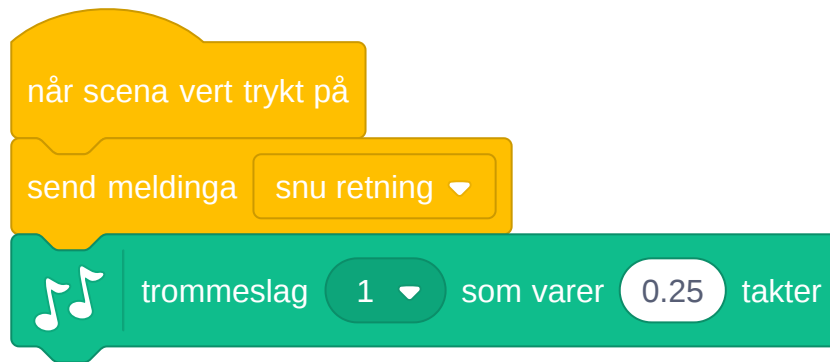 når scena vert trykt på
send meldinga snu retning
trommeslag 1 som varer 0.25 takter